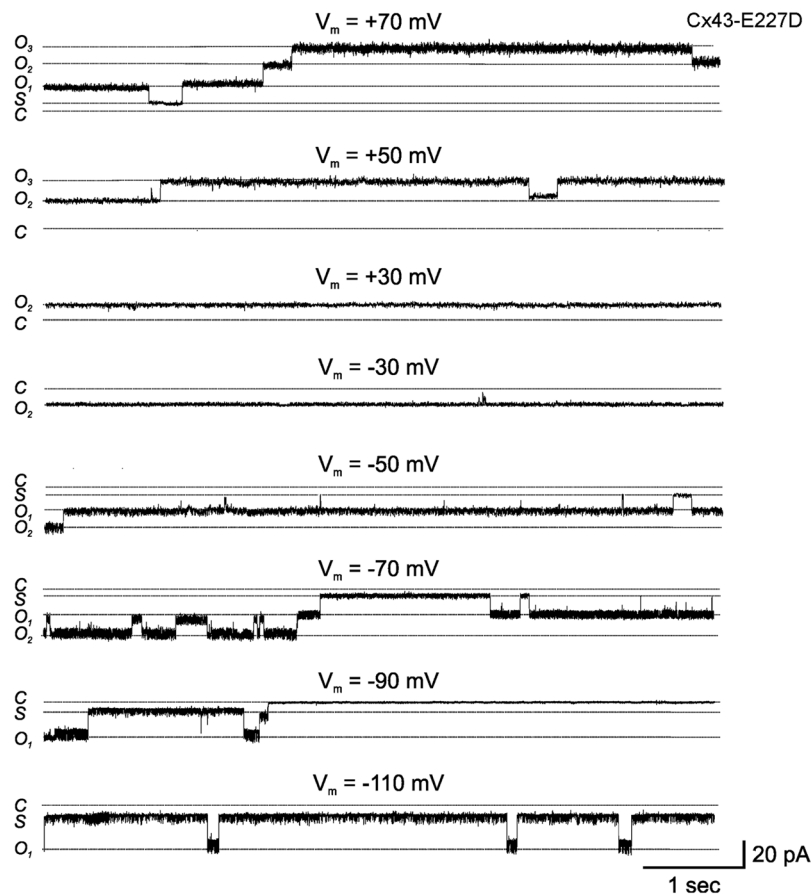 Vm = +70 mV
Cx43-E227D
O3
O2
O1
S
C
Vm = +50 mV
O3
O2
C
Vm = +30 mV
O2
C
Vm = -30 mV
C
O2
Vm = -50 mV
C
S
O1
O2
Vm = -70 mV
C
S
O1
O2
Vm = -90 mV
C
S
O1
Vm = -110 mV
C
S
O1
20 pA
1 sec